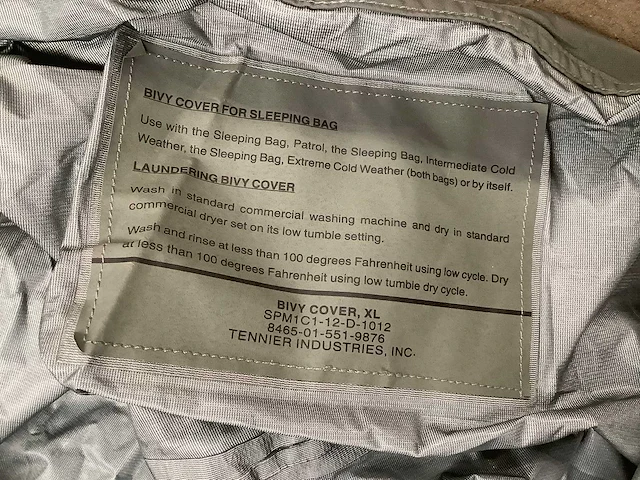 BIVY COVER FOR SLEEPING BAG
Use with the Sleeping Bag, Patrol, the Sleeping Bag, Intermediate Cold
Weather, the Sleeping Bag, Extreme Cold Weather (both bags) or by itself.
LAUNDERING BIVY COVER
Wash in standard commercial washing machine and dry in standard
commercial dryer set on its low tumble setting.
Wash and rinse at less than 100 degrees Fahrenheit using low cycle. Dry
at less than 100 degrees Fahrenheit using low tumble dry cycle.
BIVY COVER, XL
SPM1C1-12-D-1012
8465-01-551-9876
TENNIER INDUSTRIES, INC.